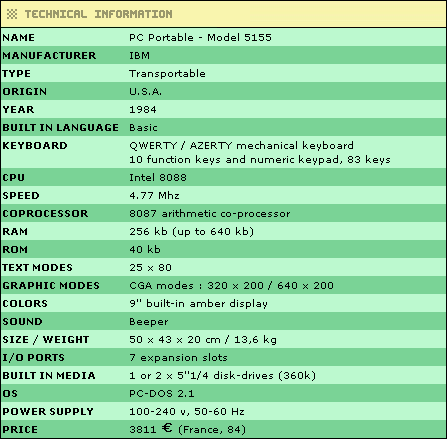 TECHNICAL INFORMATION
NAME PC Portable - Model 5155
MANUFACTURER IBM
TYPE Transportable
ORIGIN U.S.A.
YEAR 1984
BUILT IN LANGUAGE Basic
KEYBOARD QWERTY / AZERTY mechanical keyboard
10 function keys and numeric keypad, 83 keys
CPU Intel 8088
SPEED 4.77 Mhz
COPROCESSOR 8087 arithmetic co-processor
RAM 256 kb (up to 640 kb)
ROM 40 kb
TEXT MODES 25 x 80
GRAPHIC MODES CGA modes : 320 x 200 / 640 x 200
COLORS 9" built-in amber display
SOUND Beeper
SIZE / WEIGHT 50 x 43 x 20 cm / 13,6 kg
I/O PORTS 7 expansion slots
BUILT IN MEDIA 1 or 2 x 5"1/4 disk-drives (360k)
OS PC-DOS 2.1
POWER SUPPLY 100-240 v, 50-60 Hz
PRICE 3811 € (France, 84)